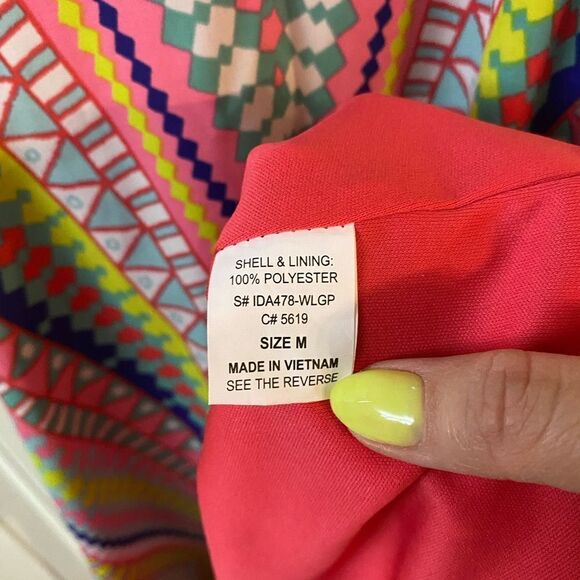 SHELL & LINING:
100% POLYESTER
S# IDA478-WLGP
C# 5619
SIZE M
MADE IN VIETNAM
SEE THE REVERSE